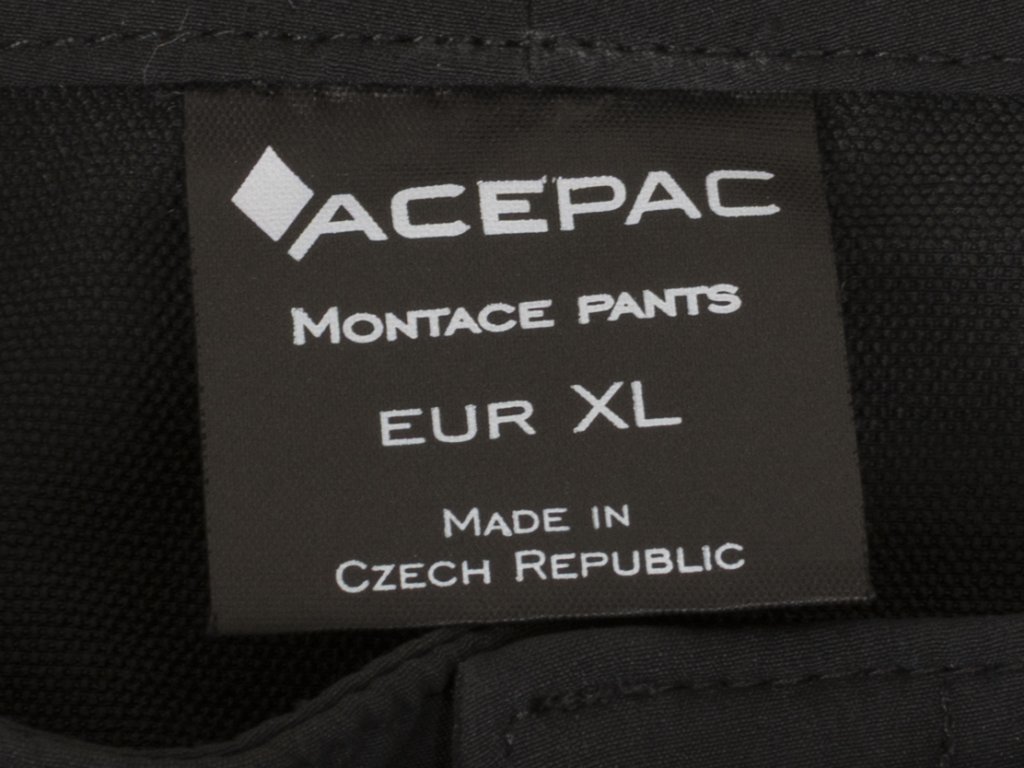 ACEPAC
MONTACE PANTS
EUR XL
MADE IN
CZECH REPUBLIC